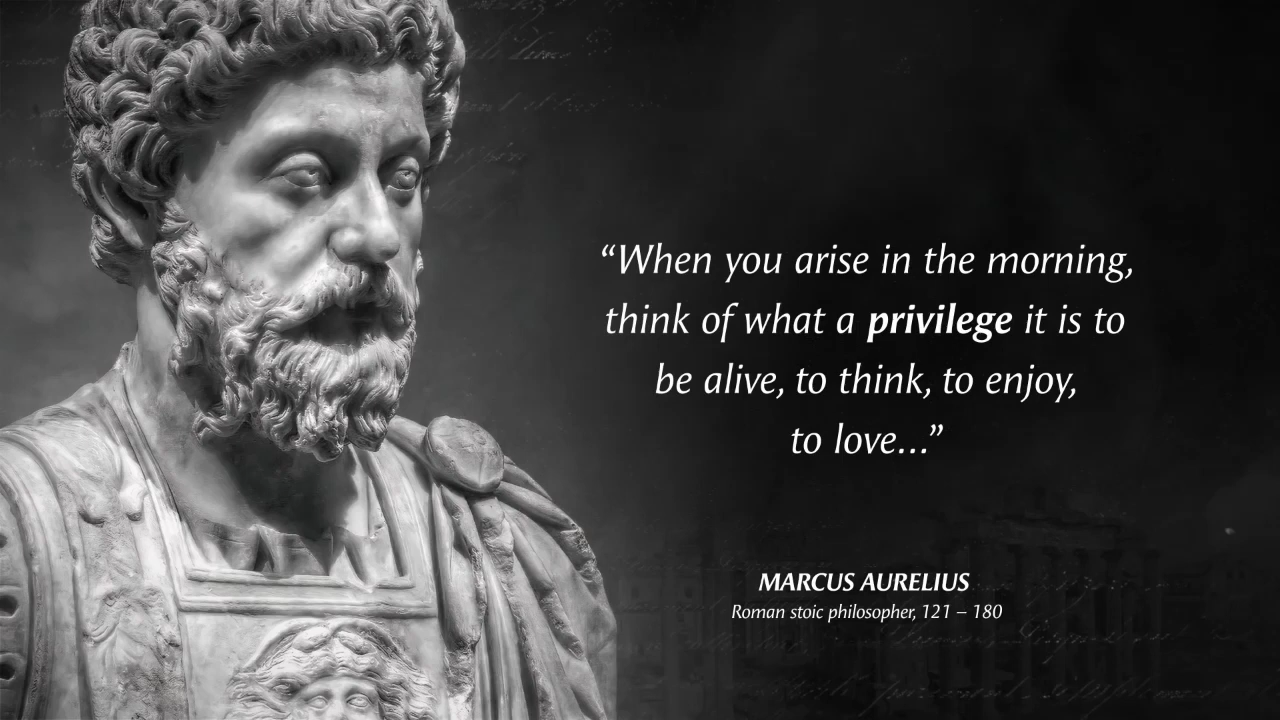 “When you arise in the morning,
think of what a privilege it is to
be alive, to think, to enjoy,
to love...”
MARCUS AURELIUS
Roman stoic philosopher, 121 – 180